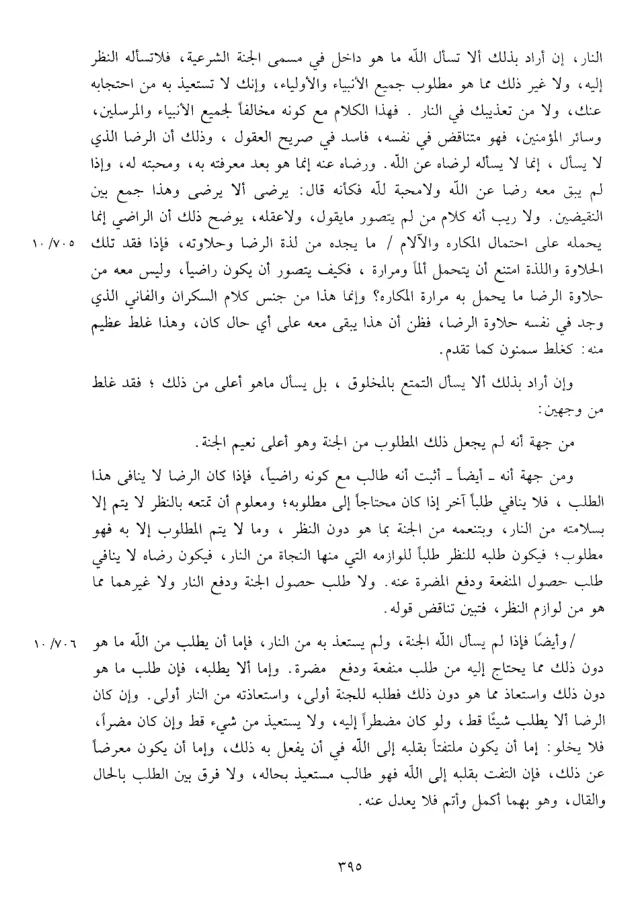 النار، إن أراد بذلك ألا تسأل الله ما هو داخل في مسمى الجنة الشرعية، فلاتسأله النظر
إليه، ولا غير ذلك مما هو مطلوب جميع الأنبياء والأولياء، وإنك لا تستعيذ به من احتجابه
عنك، ولا من تعذيبك في النار . فهذا الكلام مع كونه مخالفاً لجميع الأنبياء والمرسلين،
وسائر المؤمنين، فهو متناقض في نفسه، فاسد في صريح العقول ، وذلك أن الرضا الذي
لا يسأل ، إنما لا يسأله لرضاه عن الله. ورضاه عنه إنما هو بعد معرفته به، ومحبته له، وإذا
لم يبق معه رضا عن الله ولامحبة لله فكأنه قال: يرضى ألا يرضى وهذا جمع بين
النقيضين. ولا ريب أنه كلام من لم يتصور مايقول، ولاعقله، يوضح ذلك أن الراضي إنما
يحمله على احتمال المكاره والآلام / ما يجده من لذة الرضا وحلاوته، فإذا فقد تلك ١٠/٧٠٥
الحلاوة واللذة امتنع أن يتحمل ألماً ومرارة ، فكيف يتصور أن يكون راضياً، وليس معه من
حلاوة الرضا ما يحمل به مرارة المكاره؟ وإنما هذا من جنس كلام السكران والفاني الذي
وجد في نفسه حلاوة الرضا، فظن أن هذا يبقى معه على أي حال كان، وهذا غلط عظيم
منه: كغلط سمنون كما تقدم.
وإن أراد بذلك ألا يسأل التمتع بالمخلوق ، بل يسأل ماهو أعلى من ذلك ؛ فقد غلط
من وجهين:
من جهة أنه لم يجعل ذلك المطلوب من الجنة وهو أعلى نعيم الجنة.
ومن جهة أنه ـ أيضاً ـ أثبت أنه طالب مع كونه راضياً، فإذا كان الرضا لا ينافى هذا
الطلب ، فلا ينافي طلباً آخر إذا كان محتاجاً إلى مطلوبه؛ ومعلوم أن تمتعه بالنظر لا يتم إلا
بسلامته من النار، وبتنعمه من الجنة بما هو دون النظر ، وما لا يتم المطلوب إلا به فهو
مطلوب؛ فيكون طلبه للنظر طلباً للوازمه التي منها النجاة من النار، فيكون رضاه لا ينافي
طلب حصول المنفعة ودفع المضرة عنه. ولا طلب حصول الجنة ودفع النار ولا غيرهما مما
هو من لوازم النظر، فتبين تناقض قوله.
/ وأيضًا فإذا لم يسأل الله الجنة، ولم يستعذ به من النار، فإما أن يطلب من الله ما هو ١٠/٧٠٦
دون ذلك مما يحتاج إليه من طلب منفعة ودفع مضرة. وإما ألا يطلبه، فإن طلب ما هو
دون ذلك واستعاذ مما هو دون ذلك فطلبه للجنة أولى، واستعاذته من النار أولى. وإن كان
الرضا ألا يطلب شيئًا قط، ولو كان مضطراً إليه، ولا يستعيذ من شيء قط وإن كان مضراً،
فلا يخلو: إما أن يكون ملتفتاً بقلبه إلى الله في أن يفعل به ذلك، وإما أن يكون معرضاً
عن ذلك، فإن التفت بقلبه إلى الله فهو طالب مستعيذ بحاله، ولا فرق بين الطلب بالحال
والقال، وهو بهما أكمل وأتم فلا يعدل عنه.
٣٩٥